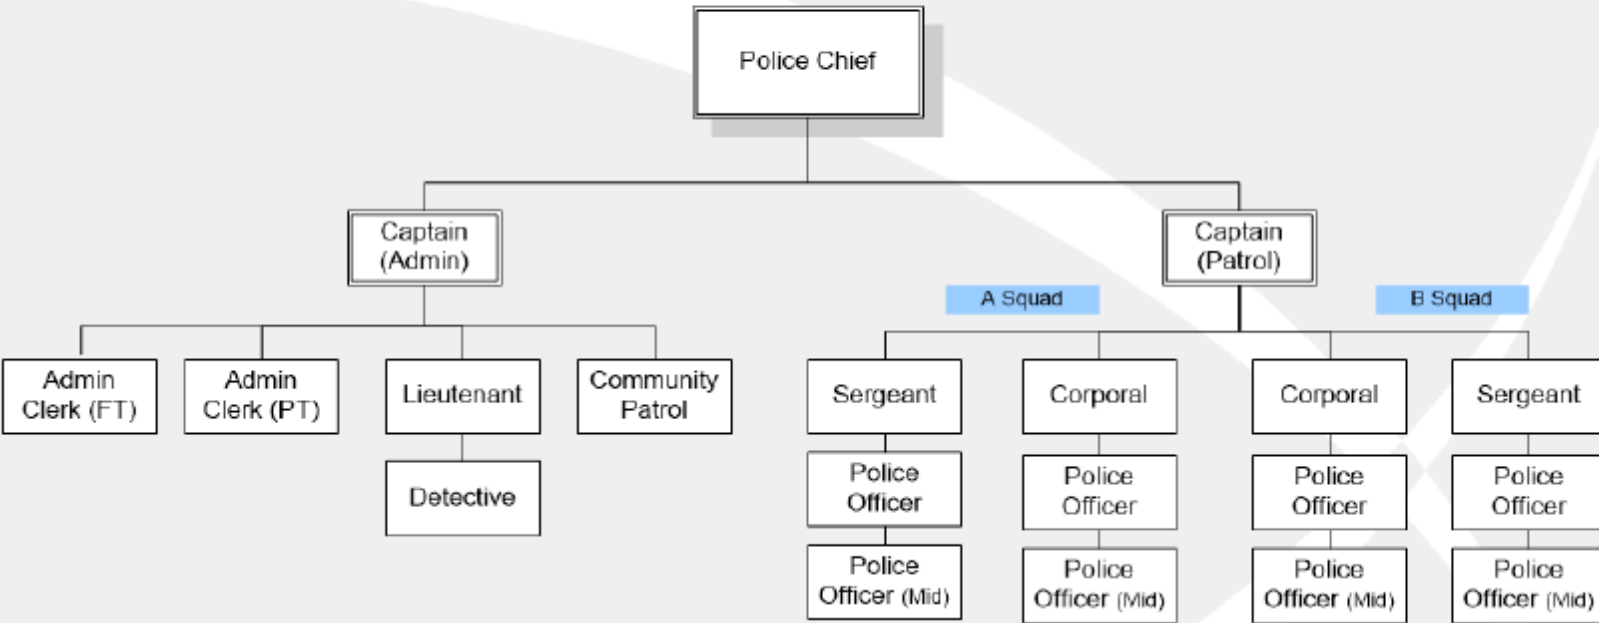 Police Chief
Captain
(Admin)
Captain
(Patrol)
A Squad
B Squad
Admin
Clerk (FT)
Admin
Clerk (PT)
Lieutenant
Community
Patrol
Sergeant
Corporal
Corporal
Sergeant
Detective
Police
Officer
Police
Officer
Police
Officer
Police
Officer
Police
Officer (Mid)
Police
Officer (Mid)
Police
Officer (Mid)
Police
Officer (Mid)